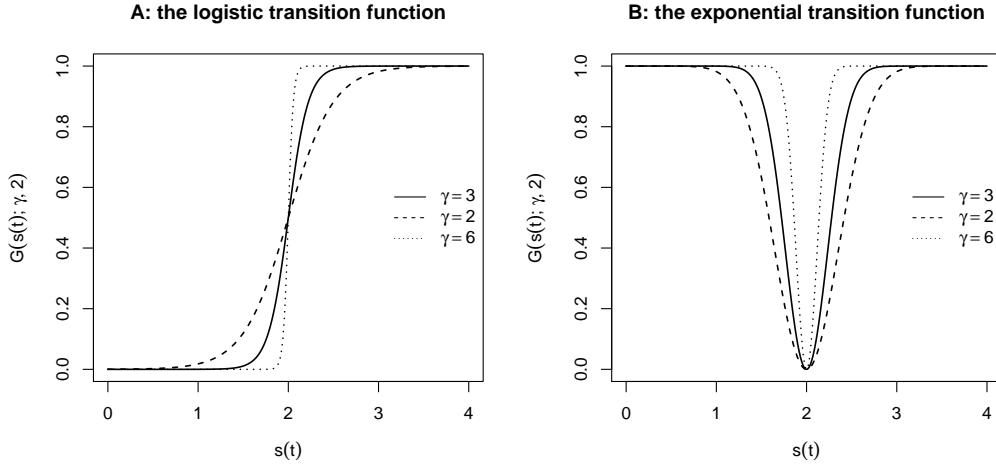 A: the logistic transition function
G(s(t); γ, 2)
1.0
0.8
0.6
0.4
0.2
0.0
γ = 3
γ = 2
γ = 6
0 1 2 3 4
s(t)
B: the exponential transition function
G(s(t); γ, 2)
1.0
0.8
0.6
0.4
0.2
0.0
γ = 3
γ = 2
γ = 6
0 1 2 3 4
s(t)